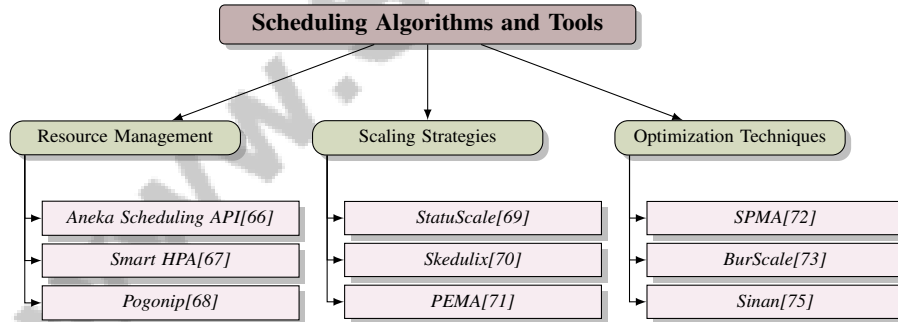 Scheduling Algorithms and Tools
Resource Management
Scaling Strategies
Optimization Techniques
Aneka Scheduling API[66]
StatuScale[69]
SPMA[72]
Smart HPA[67]
Skedulix[70]
BurScale[73]
Pogonip[68]
PEMA[71]
Sinan[75]